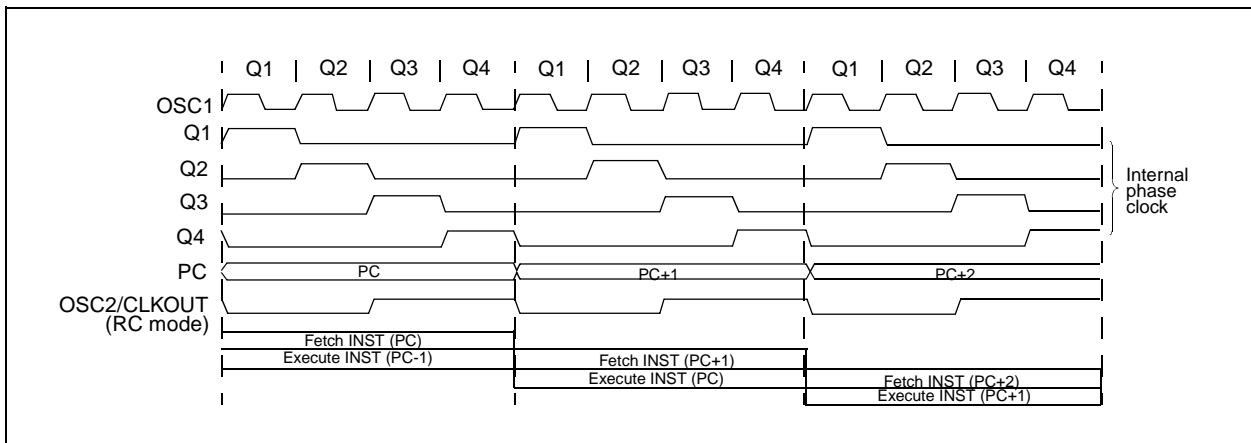 Q1 Q2 Q3 Q4 Q1 Q2 Q3 Q4 Q1 Q2 Q3 Q4
OSC1
Q1
Q2
Q3
Q4
Internal
phase
clock
PC PC PC+1 PC+2
OSC2/CLKOUT
(RC mode)
Fetch INST (PC)
Execute INST (PC-1) Fetch INST (PC+1)
Execute INST (PC) Fetch INST (PC+2)
Execute INST (PC+1)